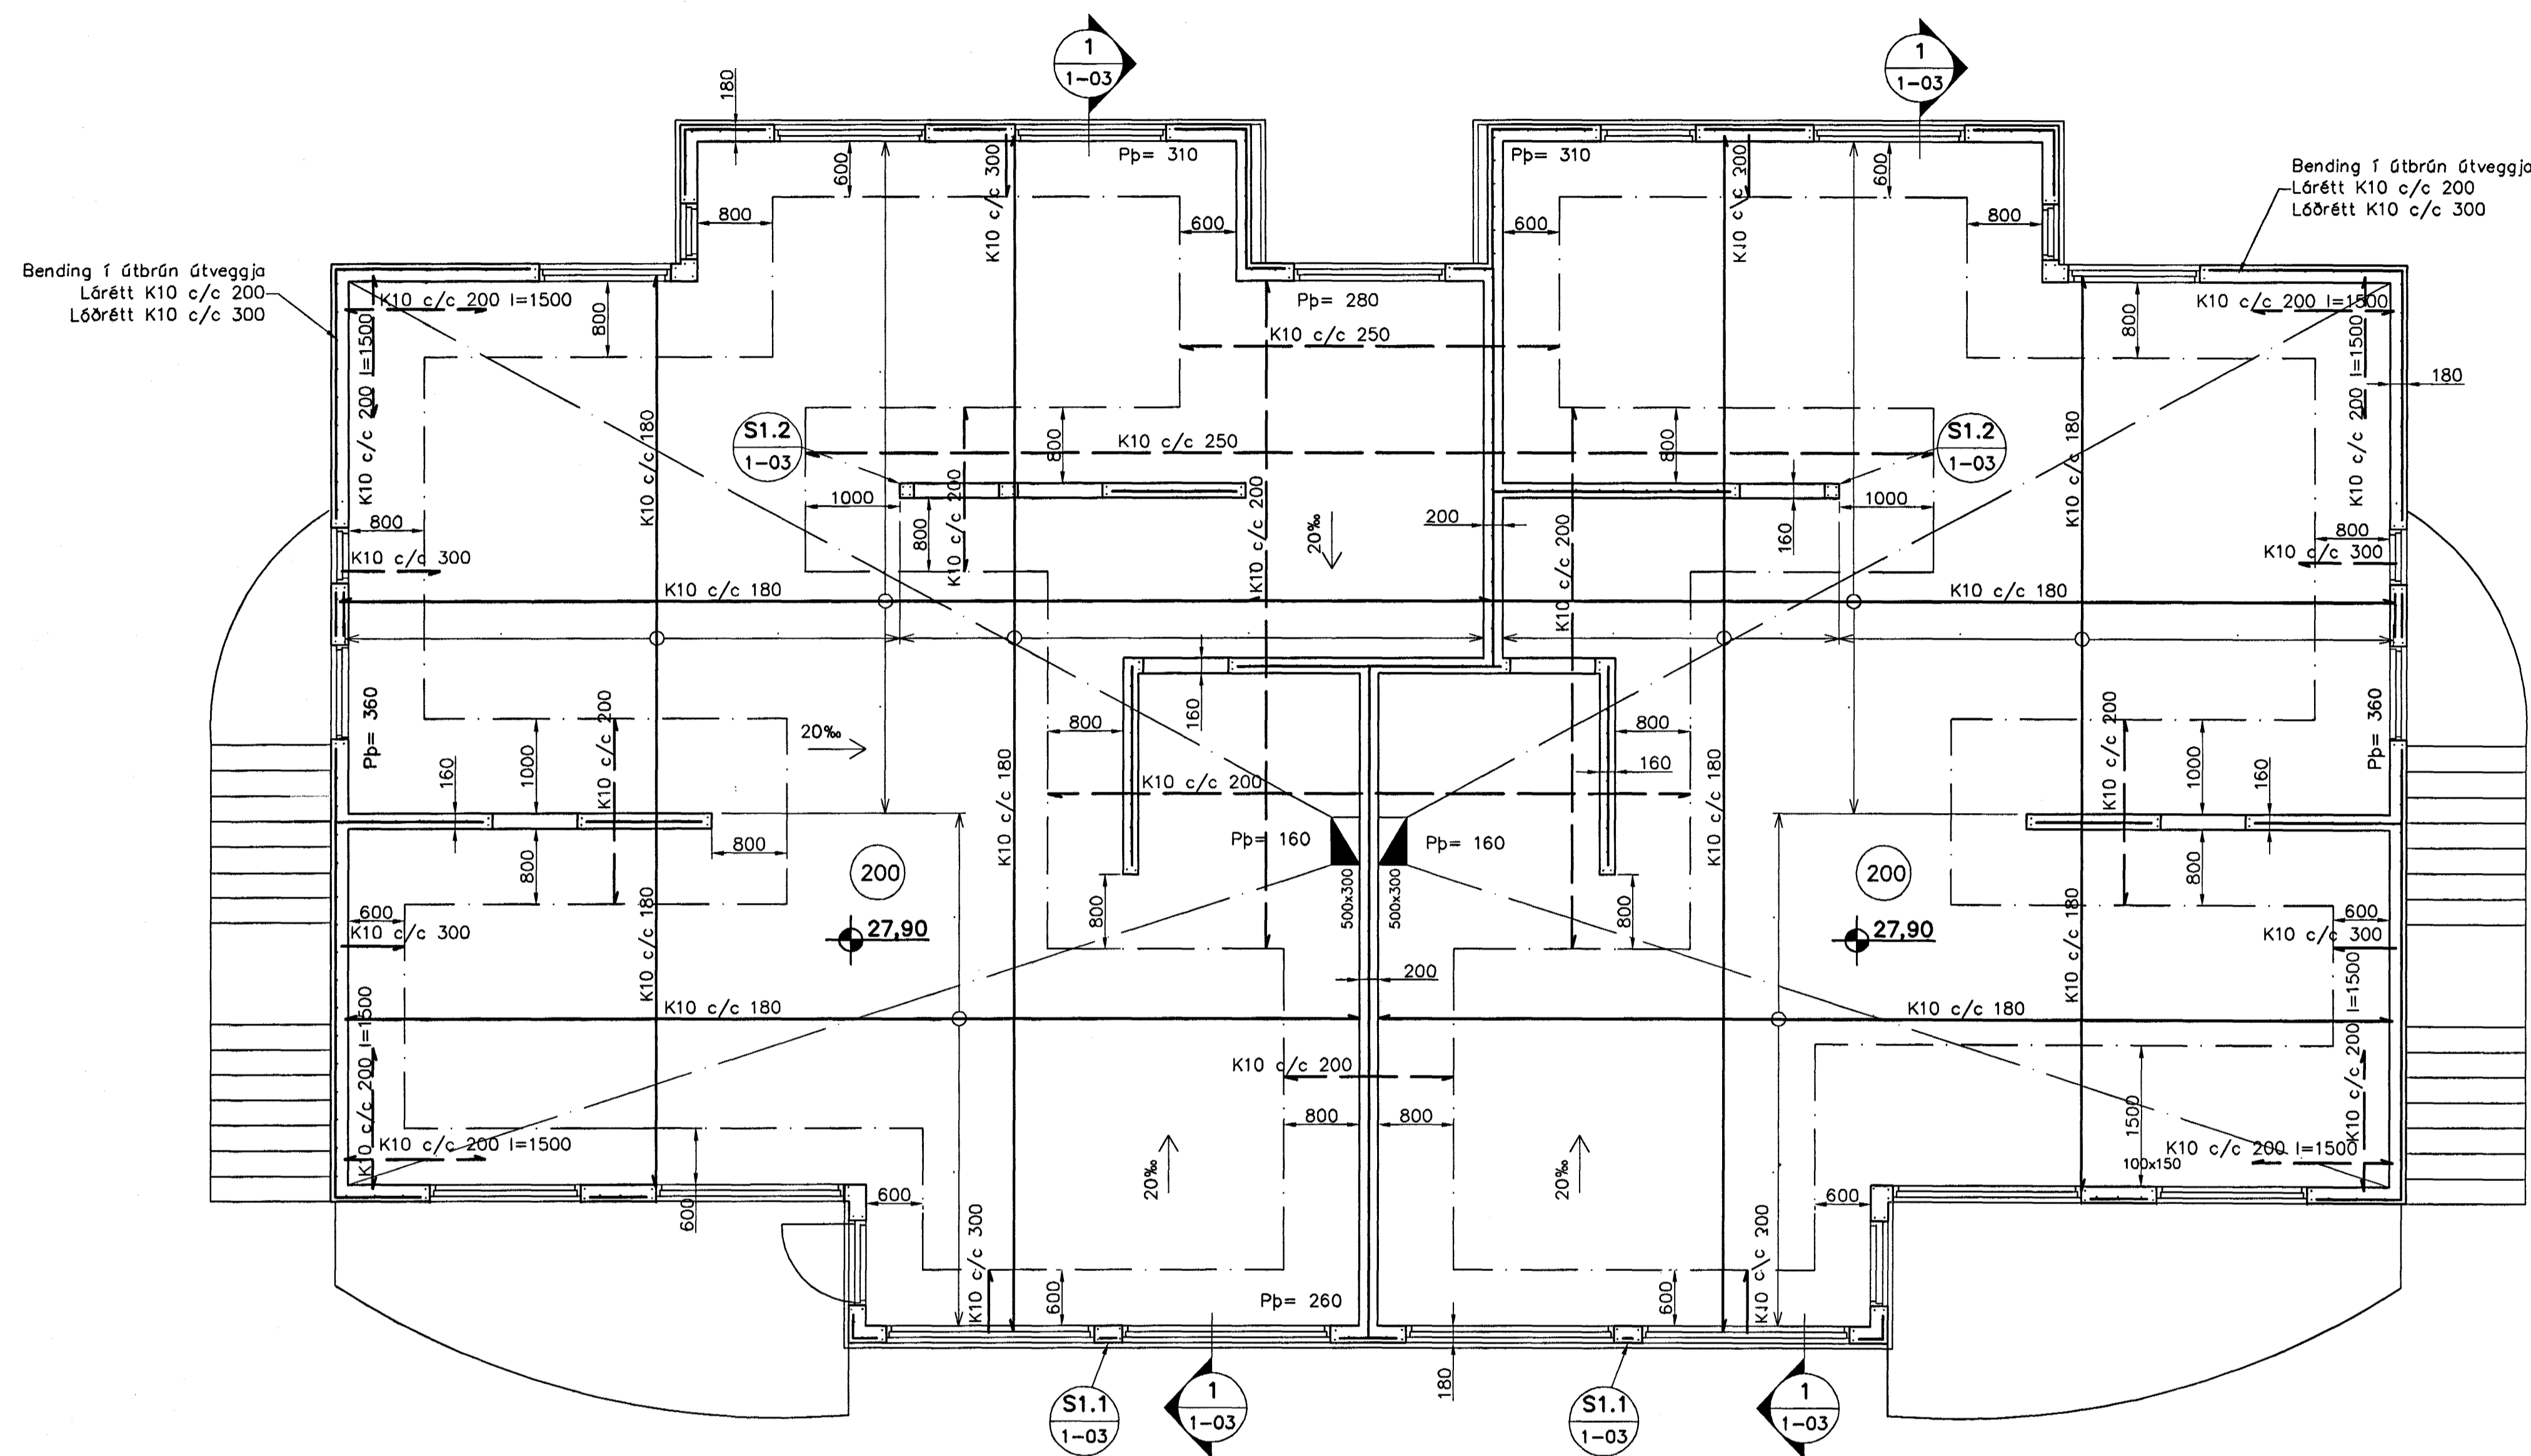 1
1-03
1
1-03
180
Pþ= 310
Pþ= 310
600
K10 c/c 300
K10 c/c 300
600
Bending í útbrún útveggja
Lárétt K10 c/c 200
Lóðrétt K10 c/c 300
800
600
600
800
Bending í útbrún útveggja
Lárétt K10 c/c 200
Lóðrétt K10 c/c 300
K10 c/c 200 l=1500
Pþ= 280
K10 c/c 200 l=1500
800
K10 c/c 250
800
K10 c/c 200 l=1500
K10 c/c 200 l=1500
180
S1.2
1-03
K10 c/c 180
800
K10 c/c 250
800
K10 c/c 180
S1.2
1-03
1000
1000
800
K10 c/c 200
K10 c/c 200
20‰
200
K10 c/c 200
160
800
K10 c/c 300
800
K10 c/c 300
K10 c/c 180
K10 c/c 180
Pþ= 360
K10 c/c 200
20‰
800
160
800
K10 c/c 200
Pþ= 360
160
1000
K10 c/c 180
K10 c/c 200
160
K10 c/c 180
1000
160
Pþ= 160
Pþ= 160
800
800
200
500x300
500x300
200
800
600
800
800
600
K10 c/c 300
27,90
27,90
K10 c/c 300
K10 c/c 180
200
K10 c/c 180
K10 c/c 180
K10 c/c 180
K10 c/c 200 l=1500
K10 c/c 200 l=1500
K10 c/c 200
800
800
1500
K10 c/c 200 l=1500
20‰
20‰
K10 c/c 200 l=1500
100x150
600
600
600
K10 c/c 300
K10 c/c 300
600
Pþ= 260
600
180
S1.1
1-03
1
1-03
S1.1
1-03
1
1-03